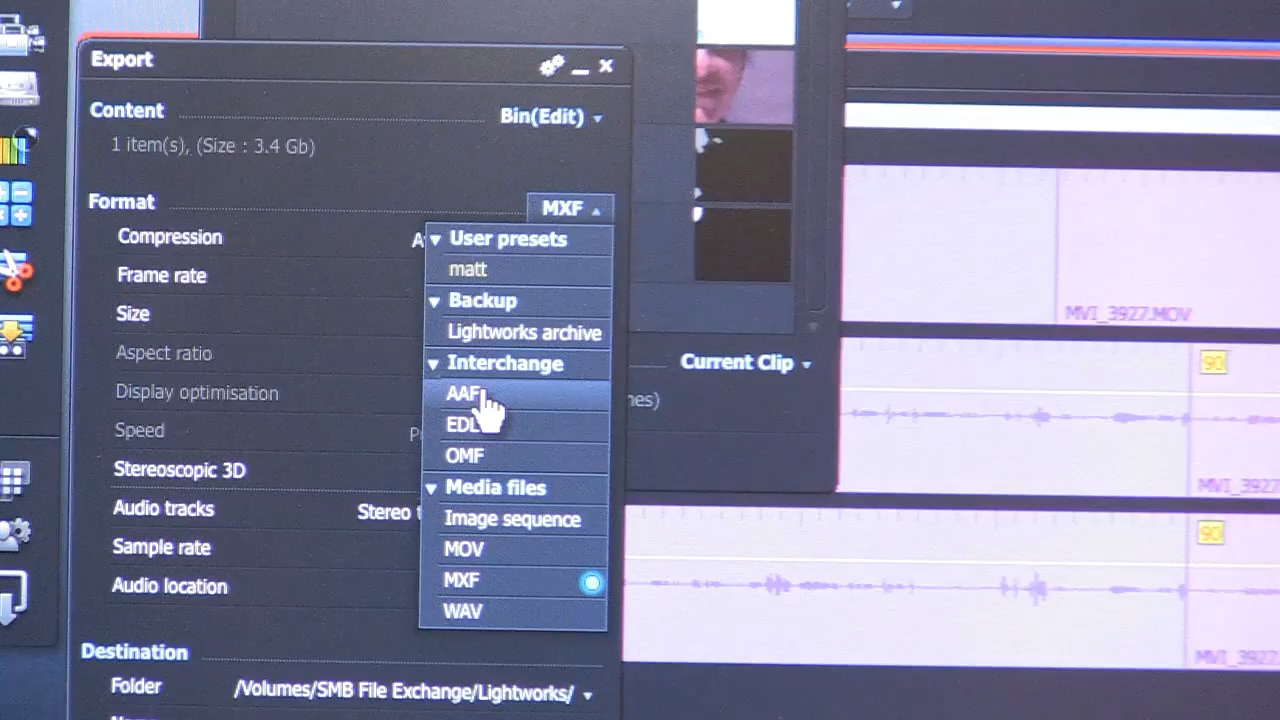 Export
Content
Bin(Edit)
1 item(s), (Size : 3.4 Gb)
Format
MXF
Compression
Frame rate
Size
Aspect ratio
Display optimisation
Speed
Stereoscopic 3D
Audio tracks
Stereo
Sample rate
Audio location
User presets
matt
Backup
Lightworks archive
Interchange
AAF
EDL
OMF
Media files
Image sequence
MOV
MXF
WAV
Destination
Folder
/Volumes/SMB File Exchange/Lightworks/
Current Clip
MVI_3927.MOV
90
MVI_3927
90
MVI_3927